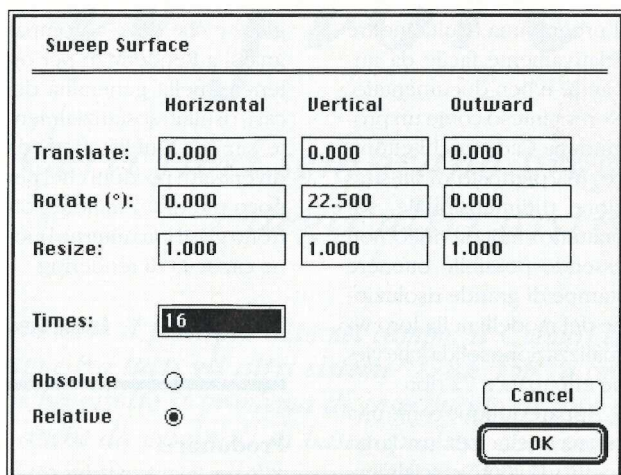 Sweep Surface
Horizontal Vertical Outward
Translate: 0.000 0.000 0.000
Rotate (°): 0.000 22.500 0.000
Resize: 1.000 1.000 1.000
Times: 16
Absolute
Relative
Cancel
OK